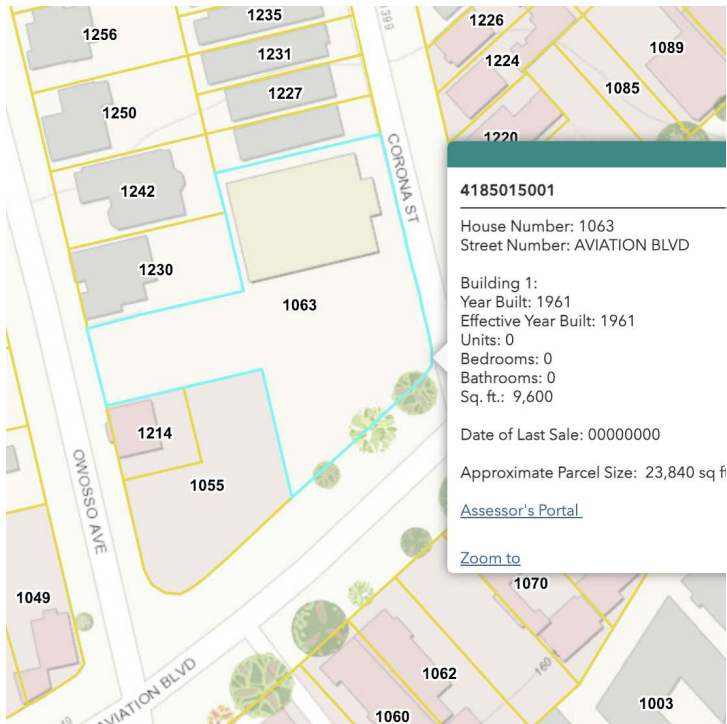 1235
1399
1226
1256
1231
1224
1089
1227
1085
1250
1220
CORONA ST
4185015001
1242
House Number: 1063
Street Number: AVIATION BLVD
1230
Building 1:
1063
Year Built: 1961
Effective Year Built: 1961
Units: 0
Bedrooms: 0
Bathrooms: 0
Sq. ft.: 9,600
1214
Date of Last Sale: 00000000
OWOSSO AVE
1055
Approximate Parcel Size: 23,840 sq ft
Assessor's Portal
Zoom to
1049
1070
1062
160-1
AVIATION BLVD
1003
1060